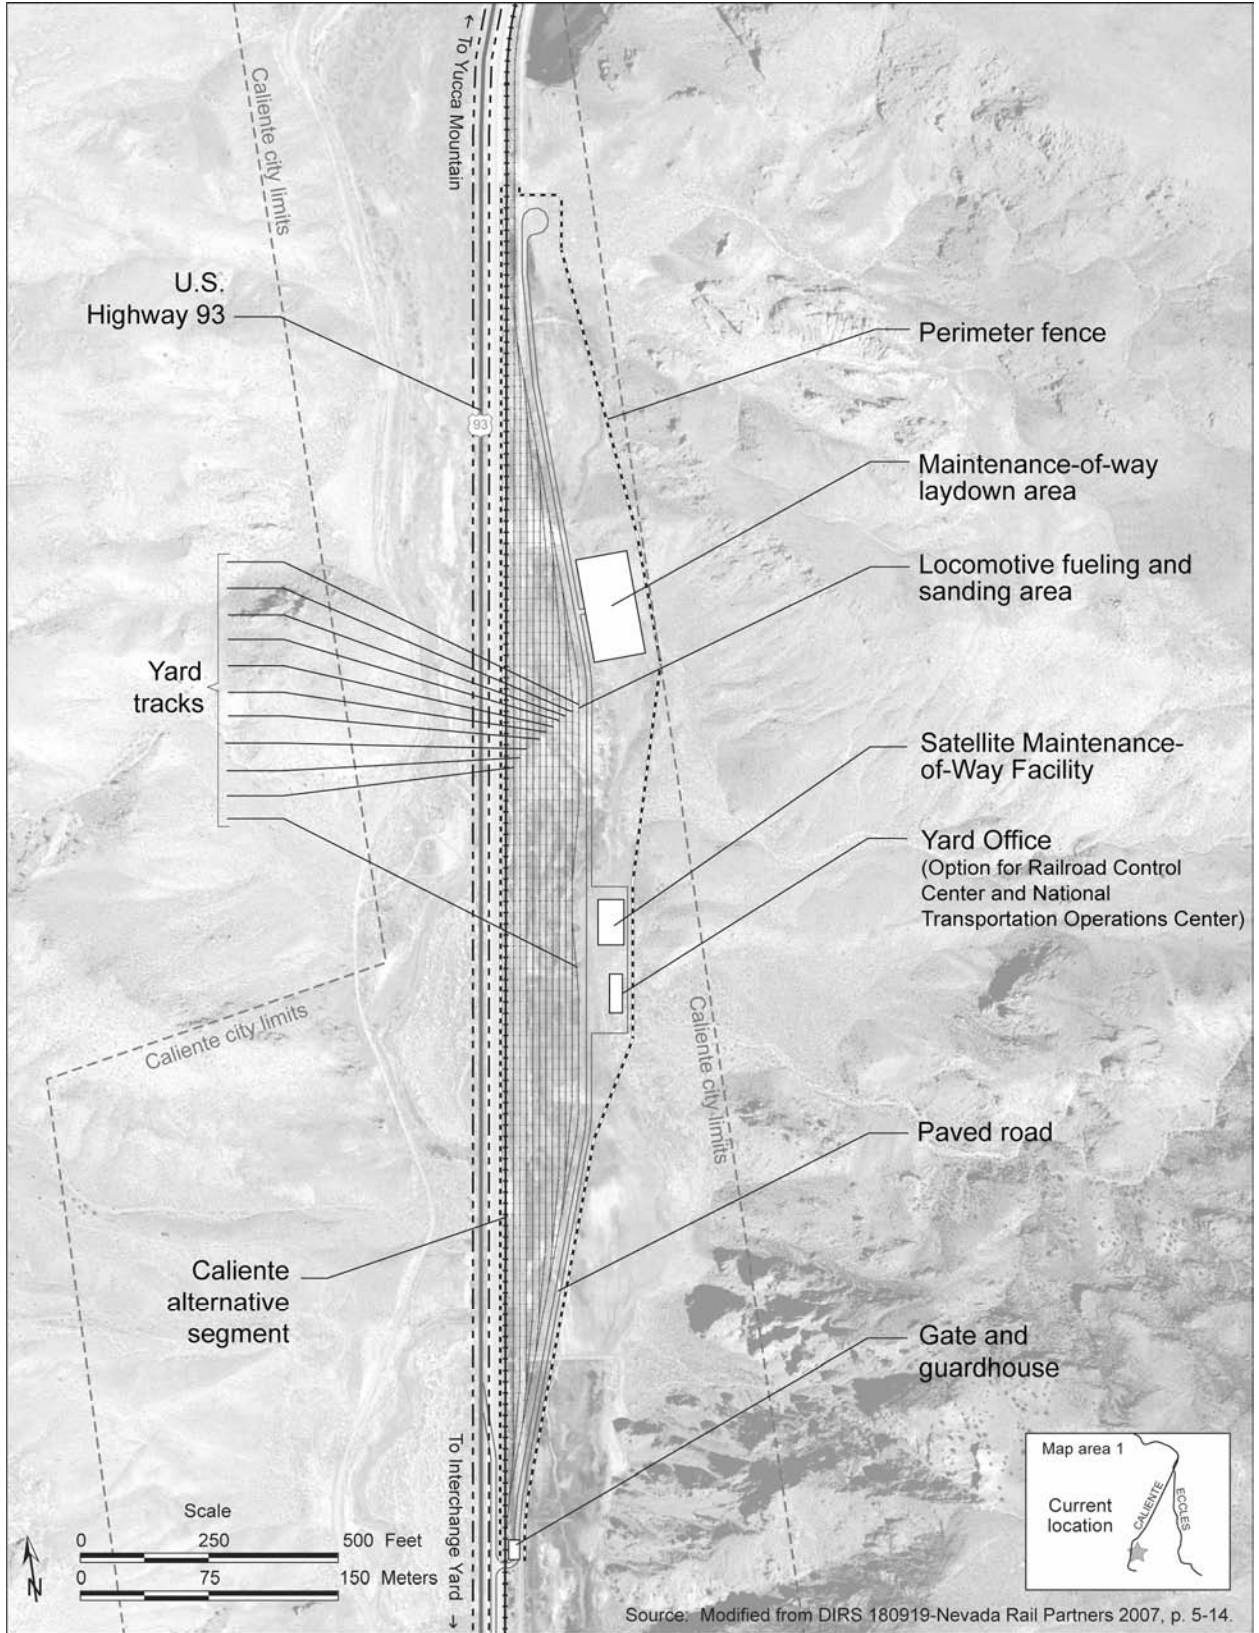 ← To Yucca Mountain
Caliente city limits
U.S.
Highway 93
93
Perimeter fence
Maintenance-of-way
laydown area
Locomotive fueling and
sanding area
Yard
tracks
Satellite Maintenance-
of-Way Facility
Yard Office
(Option for Railroad Control
Center and National
Transportation Operations Center)
Caliente city limits
Caliente city limits
Paved road
Caliente
alternative
segment
Gate and
guardhouse
To Interchange Yard →
Map area 1
Current
location
CALIENTE
ECCLES
Scale
0 250 500 Feet
0 75 150 Meters
N
Source: Modified from DIRS 180919-Nevada Rail Partners 2007, p. 5-14.